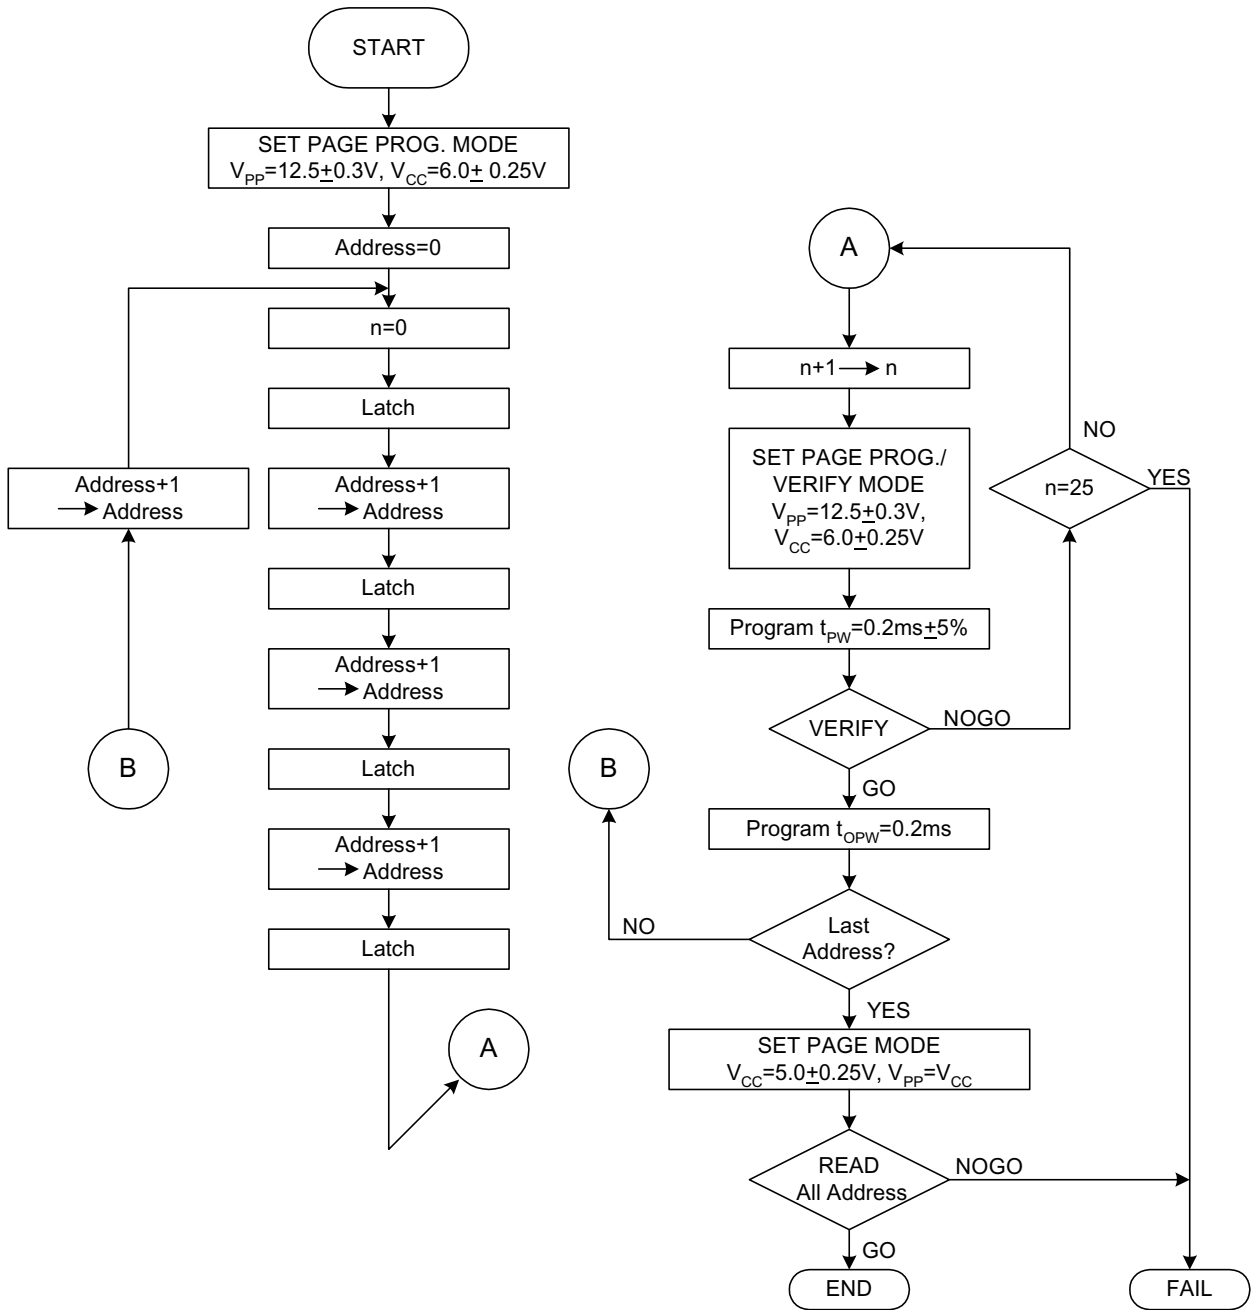 START
SET PAGE PROG. MODE
VPP=12.5±0.3V, VCC=6.0± 0.25V
Address=0
n=0
Latch
Address+1
→ Address
Latch
Address+1
→ Address
Latch
Address+1
→ Address
Latch
A
Address+1
→ Address
B
A
n+1 → n
SET PAGE PROG./
VERIFY MODE
VPP=12.5±0.3V,
VCC=6.0±0.25V
NO
n=25
YES
Program tPW=0.2ms±5%
VERIFY
NOGO
GO
B
Program tOPW=0.2ms
NO
Last
Address?
YES
SET PAGE MODE
VCC=5.0±0.25V, VPP=VCC
READ
All Address
NOGO
GO
END
FAIL